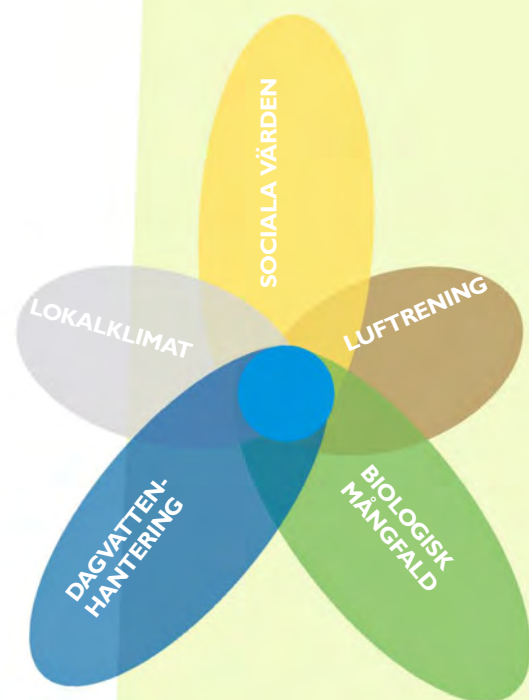 SOCIALA VÄRDEN
LOKALKLIMAT
LUFTRENING
DAGVATTEN-
HANTERING
BIOLOGISK
MÅNGFALD